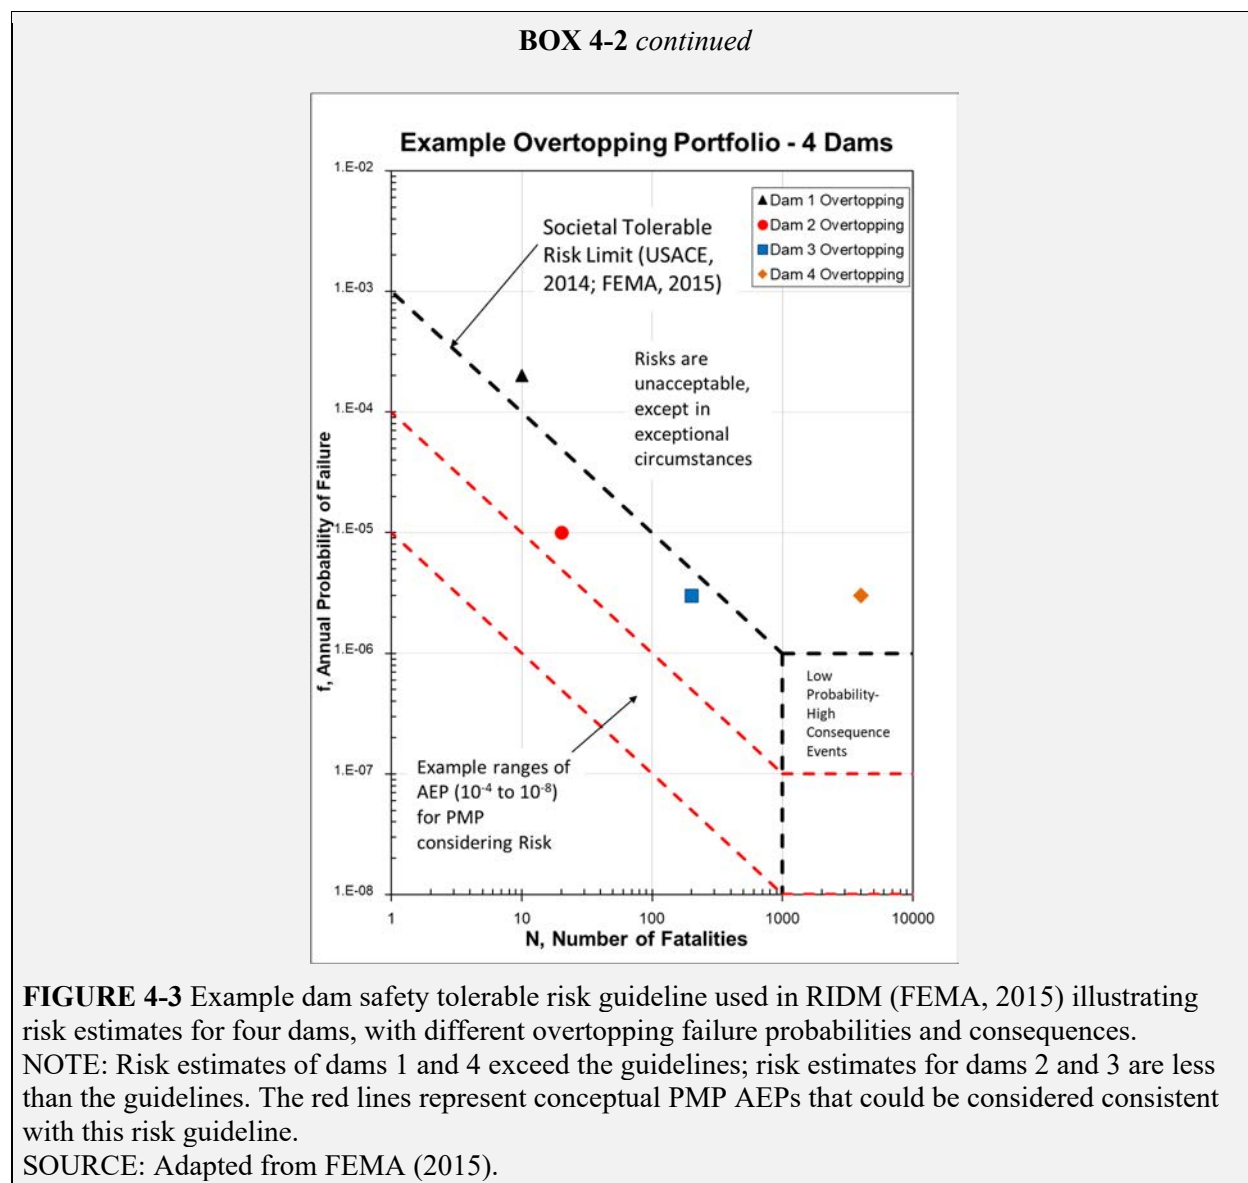 BOX 4-2 continued
Example Overtopping Portfolio - 4 Dams
1.E-02
1.E-03
1.E-04
1.E-05
1.E-06
1.E-07
1.E-08
f, Annual Probability of Failure
▲ Dam 1 Overtopping
● Dam 2 Overtopping
■ Dam 3 Overtopping
◆ Dam 4 Overtopping
Societal Tolerable
Risk Limit (USACE,
2014; FEMA, 2015)
Risks are
unacceptable,
except in
exceptional
circumstances
Low
Probability-
High
Consequence
Events
Example ranges of
AEP (10⁻⁴ to 10⁻⁸)
for PMP
considering Risk
1 10 100 1000 10000
N, Number of Fatalities
FIGURE 4-3 Example dam safety tolerable risk guideline used in RIDM (FEMA, 2015) illustrating
risk estimates for four dams, with different overtopping failure probabilities and consequences.
NOTE: Risk estimates of dams 1 and 4 exceed the guidelines; risk estimates for dams 2 and 3 are less
than the guidelines. The red lines represent conceptual PMP AEPs that could be considered consistent
with this risk guideline.
SOURCE: Adapted from FEMA (2015).